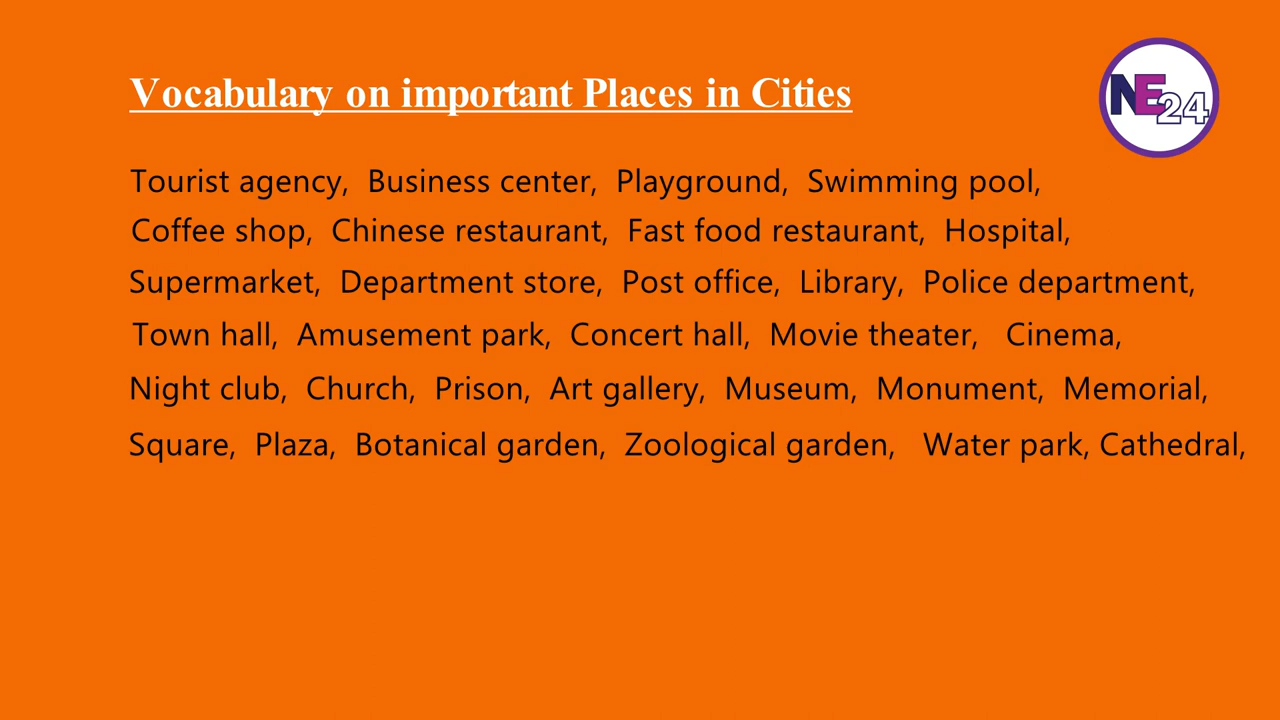 Vocabulary on important Places in Cities
NE24
Tourist agency, Business center, Playground, Swimming pool,
Coffee shop, Chinese restaurant, Fast food restaurant, Hospital,
Supermarket, Department store, Post office, Library, Police department,
Town hall, Amusement park, Concert hall, Movie theater, Cinema,
Night club, Church, Prison, Art gallery, Museum, Monument, Memorial,
Square, Plaza, Botanical garden, Zoological garden, Water park, Cathedral,